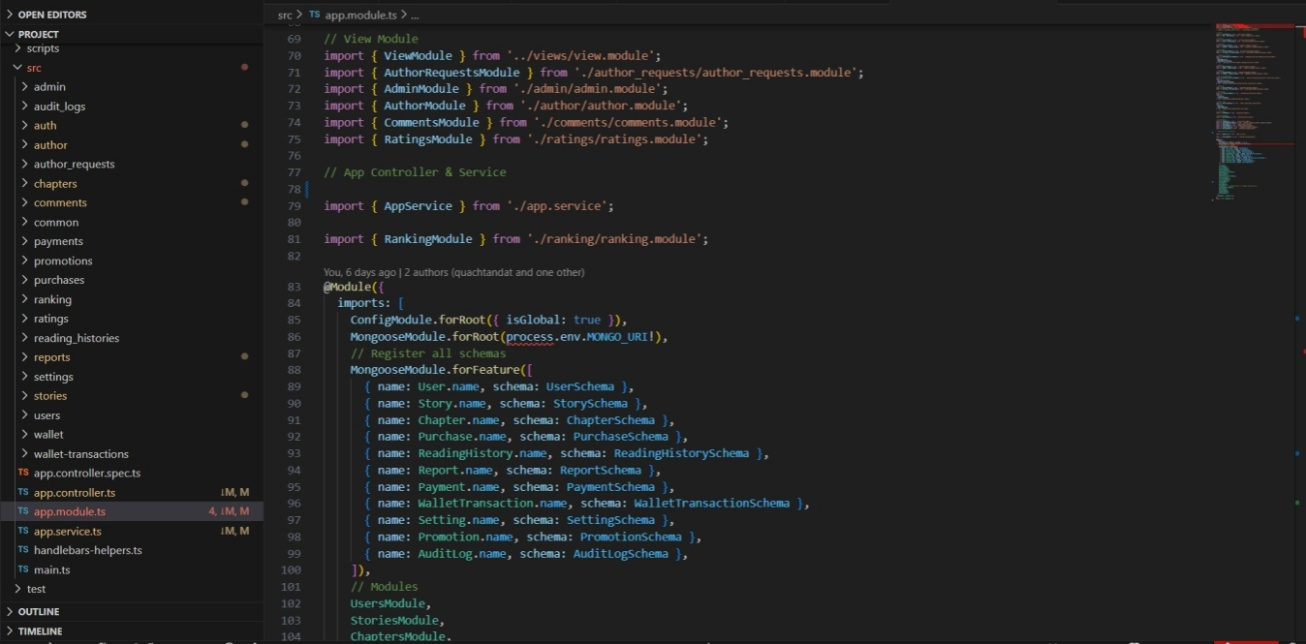 OPEN EDITORS
PROJECT
scripts
src
admin
audit_logs
auth
author
author_requests
chapters
comments
common
payments
promotions
purchases
ranking
ratings
reading_histories
reports
settings
stories
users
wallet
wallet-transactions
TS app.controller.spec.ts
TS app.controller.ts ↓M, M
TS app.module.ts 4, ↓M, M
TS app.service.ts ↓M, M
TS handlebars-helpers.ts
TS main.ts
test
OUTLINE
TIMELINE
src > TS app.module.ts > ...
69 // View Module
70 import { ViewModule } from '../views/view.module';
71 import { AuthorRequestsModule } from './author_requests/author_requests.module';
72 import { AdminModule } from './admin/admin.module';
73 import { AuthorModule } from './author/author.module';
74 import { CommentsModule } from './comments/comments.module';
75 import { RatingsModule } from './ratings/ratings.module';
76
77 // App Controller & Service
78
79 import { AppService } from './app.service';
80
81 import { RankingModule } from './ranking/ranking.module';
82
You, 6 days ago | 2 authors (quachtandat and one other)
83 @Module({
84 imports: [
85 ConfigModule.forRoot({ isGlobal: true }),
86 MongooseModule.forRoot(process.env.MONGO_URI!),
87 // Register all schemas
88 MongooseModule.forFeature([
89 { name: User.name, schema: UserSchema },
90 { name: Story.name, schema: StorySchema },
91 { name: Chapter.name, schema: ChapterSchema },
92 { name: Purchase.name, schema: PurchaseSchema },
93 { name: ReadingHistory.name, schema: ReadingHistorySchema },
94 { name: Report.name, schema: ReportSchema },
95 { name: Payment.name, schema: PaymentSchema },
96 { name: WalletTransaction.name, schema: WalletTransactionSchema },
97 { name: Setting.name, schema: SettingSchema },
98 { name: Promotion.name, schema: PromotionSchema },
99 { name: AuditLog.name, schema: AuditLogSchema },
100 ]),
101 // Modules
102 UsersModule,
103 StoriesModule,
104 ChaptersModule,